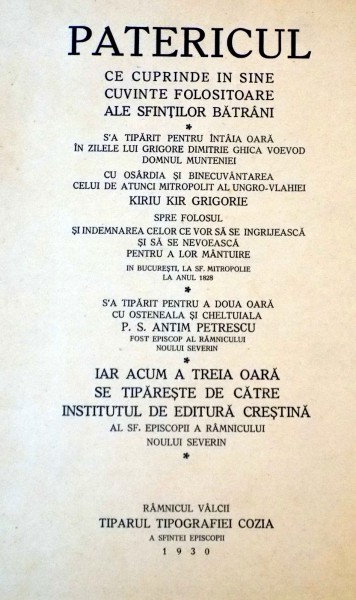 PATERICUL
CE CUPRINDE IN SINE
CUVINTE FOLOSITOARE
ALE SFINȚILOR BĂTRÂNI
*
S'A TIPĂRIT PENTRU ÎNTĂIA OARĂ
ÎN ZILELE LUI GRIGORE DIMITRIE GHICA VOEVOD
DOMNUL MUNTENIEI
CU OSÂRDIA ȘI BINECUVÂNTAREA
CELUI DE ATUNCI MITROPOLIT AL UNGRO-VLAHIEI
KIRIU KIR GRIGORIE
SPRE FOLOSUL
ȘI INDEMNAREA CELOR CE VOR SĂ SE INGRIJEASCĂ
ȘI SĂ SE NEVOEASCĂ
PENTRU A LOR MÂNTUIRE
IN BUCUREȘTI, LA SF. MITROPOLIE
LA ANUL 1828
*
S'A TIPĂRIT PENTRU A DOUA OARĂ
CU OSTENEALA ȘI CHELTUIALA
P. S. ANTIM PETRESCU
FOST EPISCOP AL RĂMNICULUI
NOULUI SEVERIN
*
IAR ACUM A TREIA OARĂ
SE TIPĂREȘTE DE CĂTRE
INSTITUTUL DE EDITURĂ CREȘTINĂ
AL SF. EPISCOPII A RÂMNICULUI
NOULUI SEVERIN
*
RÂMNICUL VÂLCII
TIPARUL TIPOGRAFIEI COZIA
A SFINTEI EPISCOPII
1930